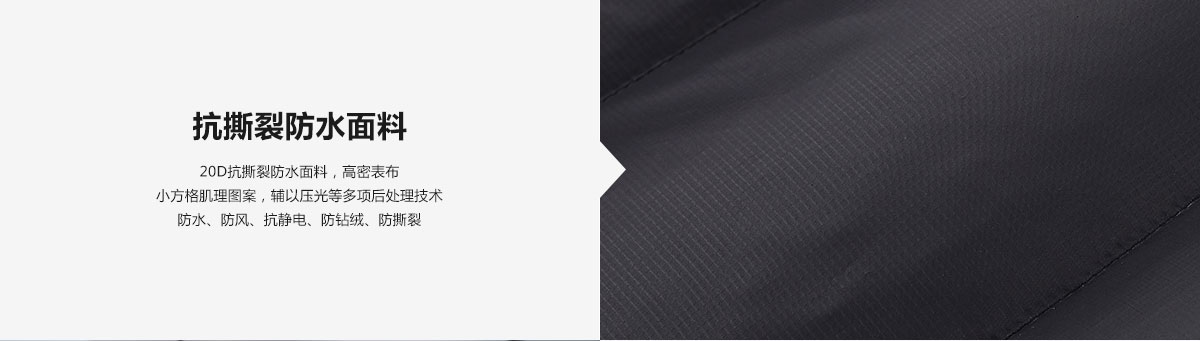 抗撕裂防水面料
20D抗撕裂防水面料，高密表布
小方格肌理图案，辅以压光等多项后处理技术
防水、防风、抗静电、防钻绒、防撕裂